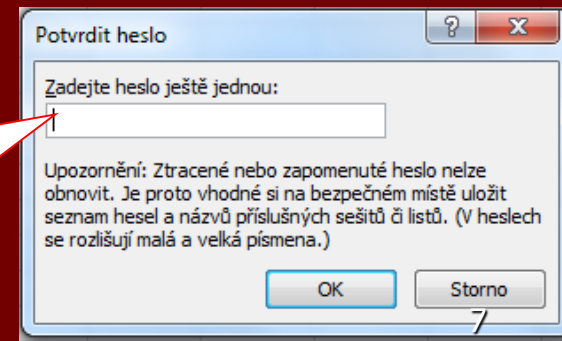 Potvrdit heslo
?
Zadejte heslo ještě jednou:
Upozornění: Ztracené nebo zapomenuté heslo nelze
obnovit. Je proto vhodné si na bezpečném místě uložit
seznam hesel a názvů příslušných sešitů či listů. (V heslech
se rozlišují malá a velká písmena.)
OK Storno
7